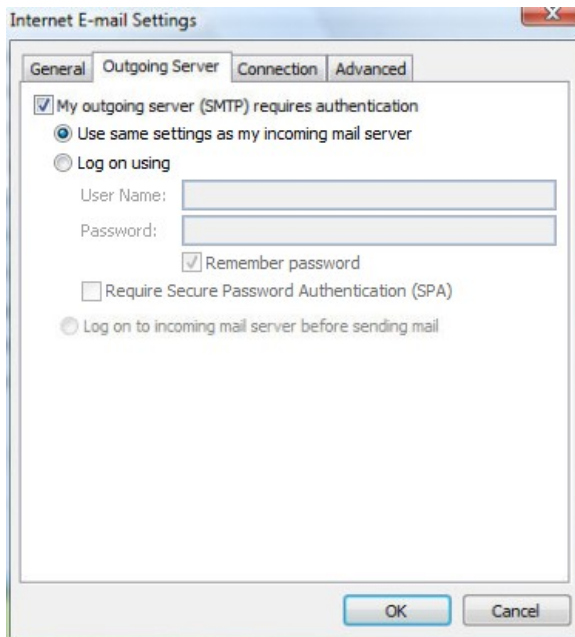 Internet E-mail Settings
General Outgoing Server Connection Advanced
My outgoing server (SMTP) requires authentication
Use same settings as my incoming mail server
Log on using
User Name:
Password:
Remember password
Require Secure Password Authentication (SPA)
Log on to incoming mail server before sending mail
OK Cancel